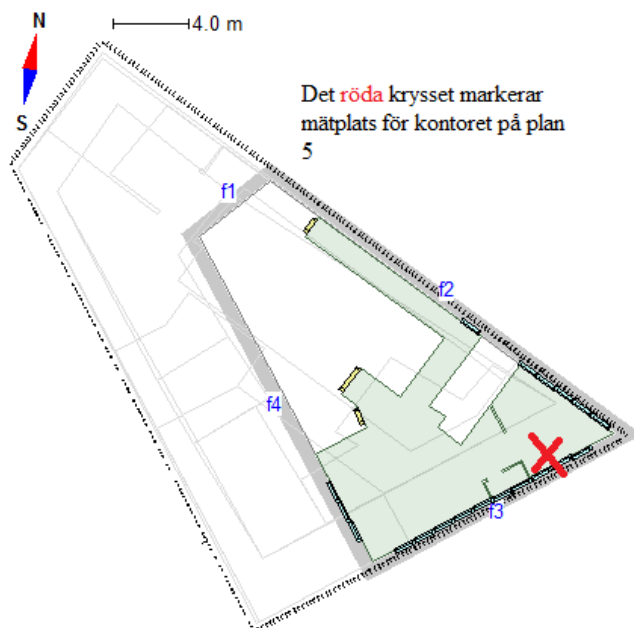 N
4.0 m
S
Det röda krysset markerar
mätplats för kontoret på plan
5
f1
f2
f4
f3